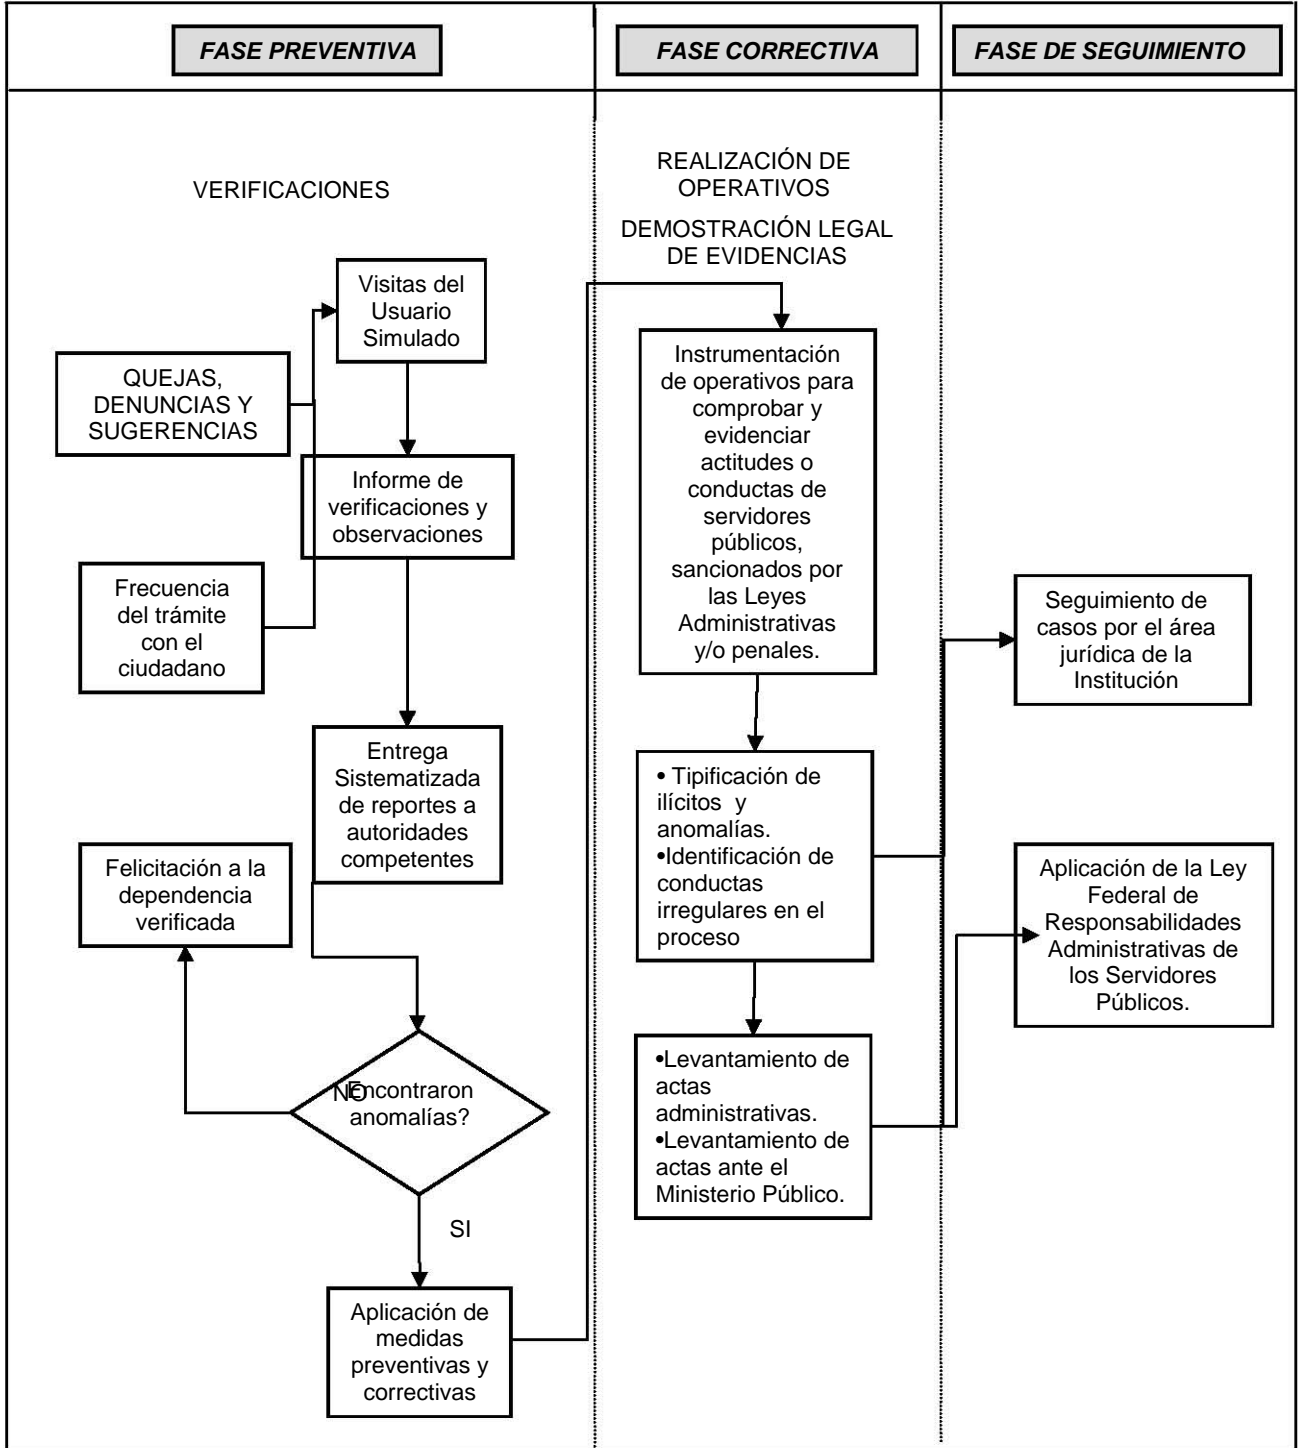 FASE PREVENTIVA
FASE CORRECTIVA
FASE DE SEGUIMIENTO
VERIFICACIONES
Visitas del
Usuario
Simulado
QUEJAS,
DENUNCIAS Y
SUGERENCIAS
Informe de
verificaciones y
observaciones
Frecuencia
del trámite
con el
ciudadano
Entrega
Sistematizada
de reportes a
autoridades
competentes
Felicitación a la
dependencia
verificada
NO
Encontraron
anomalías?
SI
Aplicación de
medidas
preventivas y
correctivas
REALIZACIÓN DE
OPERATIVOS
DEMOSTRACIÓN LEGAL
DE EVIDENCIAS
Instrumentación
de operativos para
comprobar y
evidenciar
actitudes o
conductas de
servidores
públicos,
sancionados por
las Leyes
Administrativas
y/o penales.
• Tipificación de
ilícitos y
anomalías.
•Identificación de
conductas
irregulares en el
proceso
•Levantamiento de
actas
administrativas.
•Levantamiento de
actas ante el
Ministerio Público.
Seguimiento de
casos por el área
jurídica de la
Institución
Aplicación de la Ley
Federal de
Responsabilidades
Administrativas de
los Servidores
Públicos.